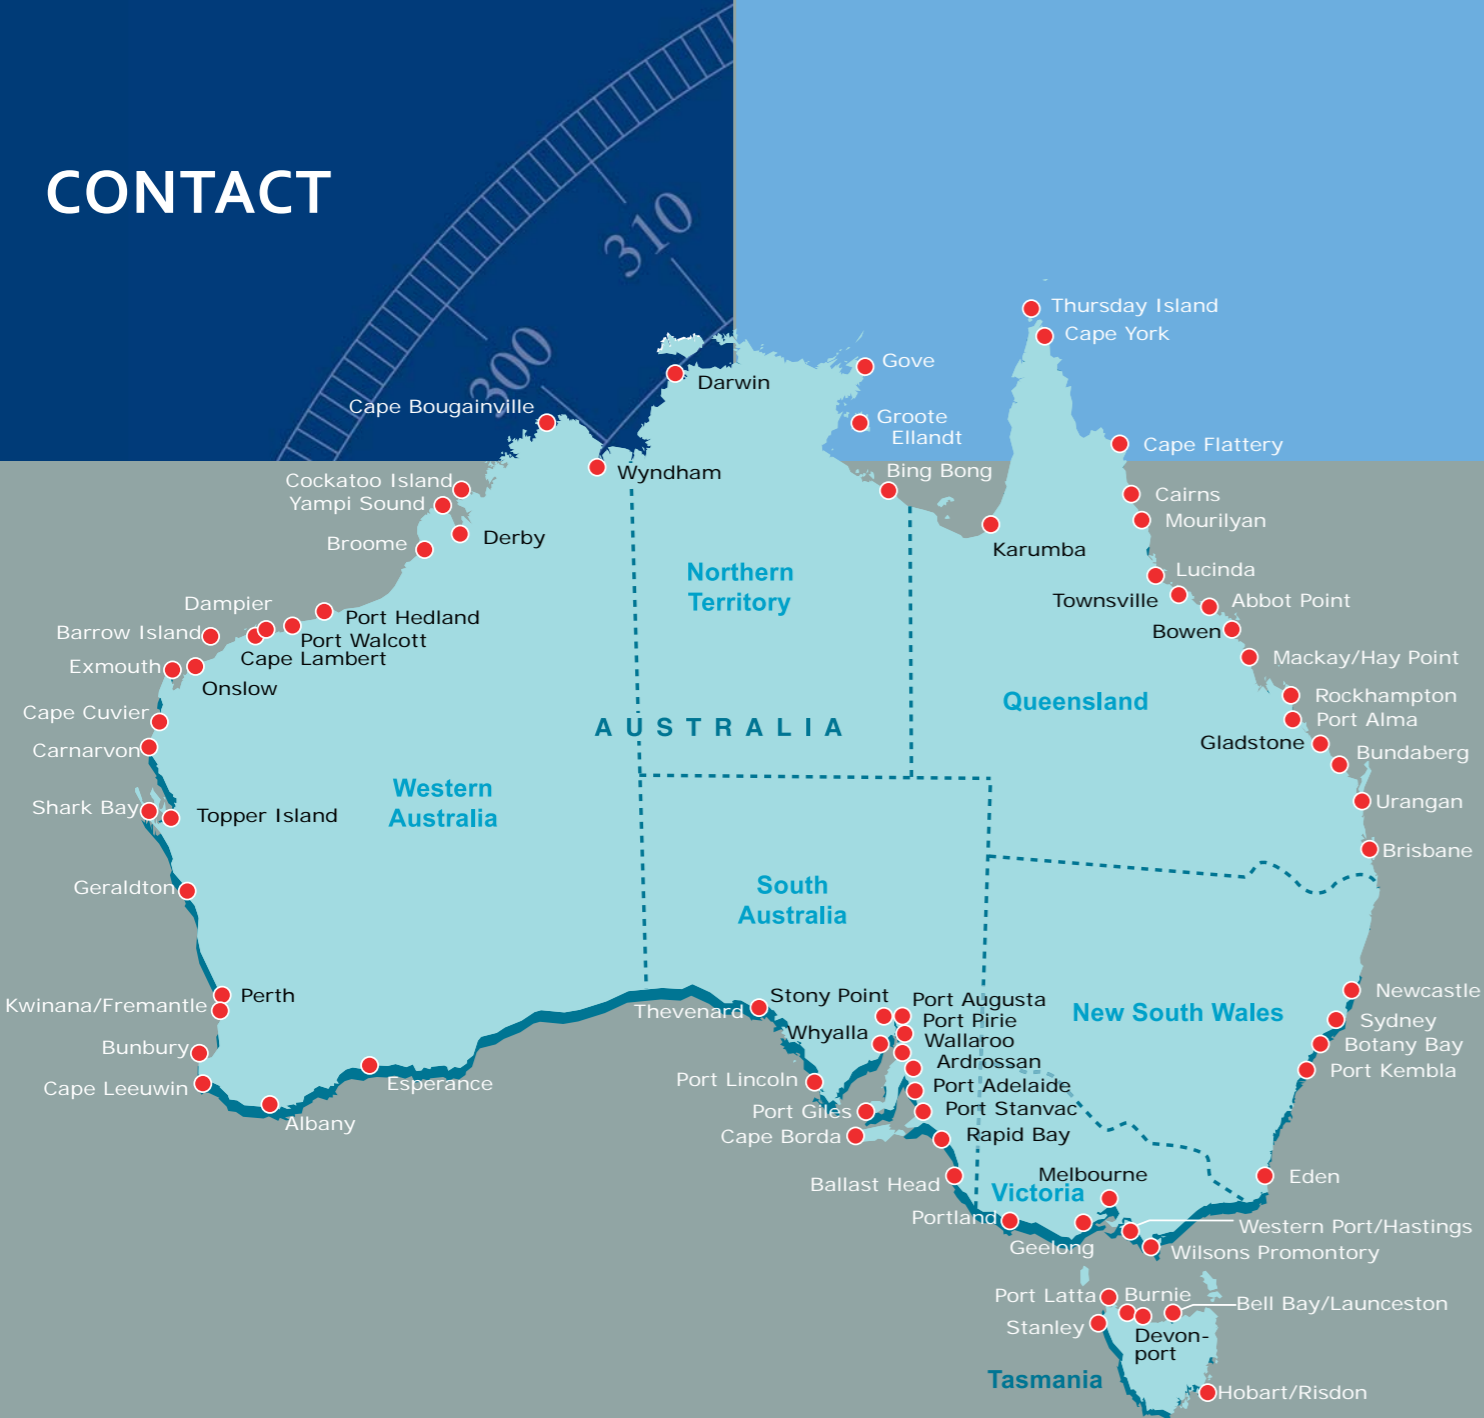 CONTACT
310
300
Thursday Island
Cape York
Gove
Darwin
Cape Bougainville
Groote
Ellandt
Cape Flattery
Wyndham
Bing Bong
Cockatoo Island
Yampi Sound
Cairns
Mourilyan
Derby
Broome
Karumba
Northern
Territory
Lucinda
Townsville
Abbot Point
Dampier
Port Hedland
Bowen
Barrow Island
Port Walcott
Cape Lambert
Mackay/Hay Point
Exmouth
Onslow
Queensland
Rockhampton
Cape Cuvier
Port Alma
AUSTRALIA
Gladstone
Carnarvon
Bundaberg
Western
Australia
Shark Bay
Topper Island
Urangan
Brisbane
Geraldton
South
Australia
Perth
Stony Point
Newcastle
Kwinana/Fremantle
Thevenard
Port Augusta
New South Wales
Port Pirie
Sydney
Whyalla
Wallaroo
Botany Bay
Bunbury
Ardrossan
Port Kembla
Cape Leeuwin
Esperance
Port Lincoln
Port Adelaide
Albany
Port Giles
Port Stanvac
Cape Borda
Rapid Bay
Melbourne
Eden
Ballast Head
Victoria
Portland
Western Port/Hastings
Geelong
Wilsons Promontory
Port Latta
Burnie
Bell Bay/Launceston
Stanley
Devon-
port
Tasmania
Hobart/Risdon